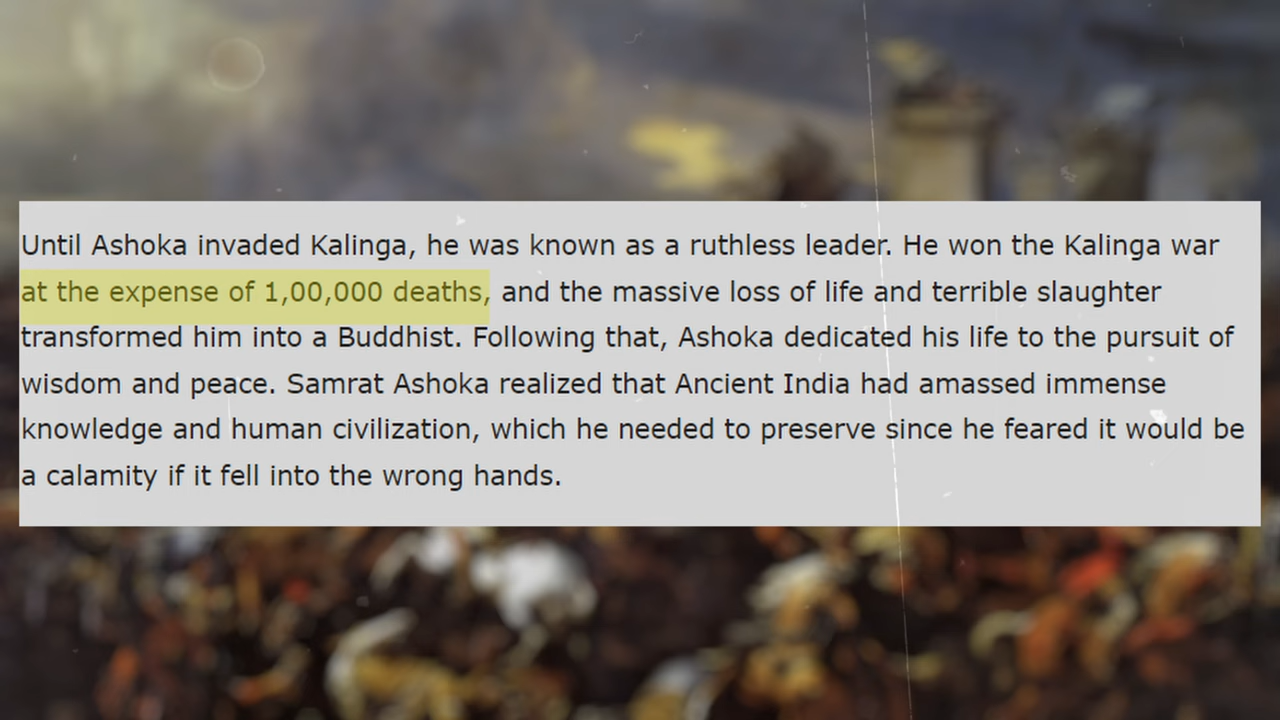 Until Ashoka invaded Kalinga, he was known as a ruthless leader. He won the Kalinga war
at the expense of 1,00,000 deaths, and the massive loss of life and terrible slaughter
transformed him into a Buddhist. Following that, Ashoka dedicated his life to the pursuit of
wisdom and peace. Samrat Ashoka realized that Ancient India had amassed immense
knowledge and human civilization, which he needed to preserve since he feared it would be
a calamity if it fell into the wrong hands.